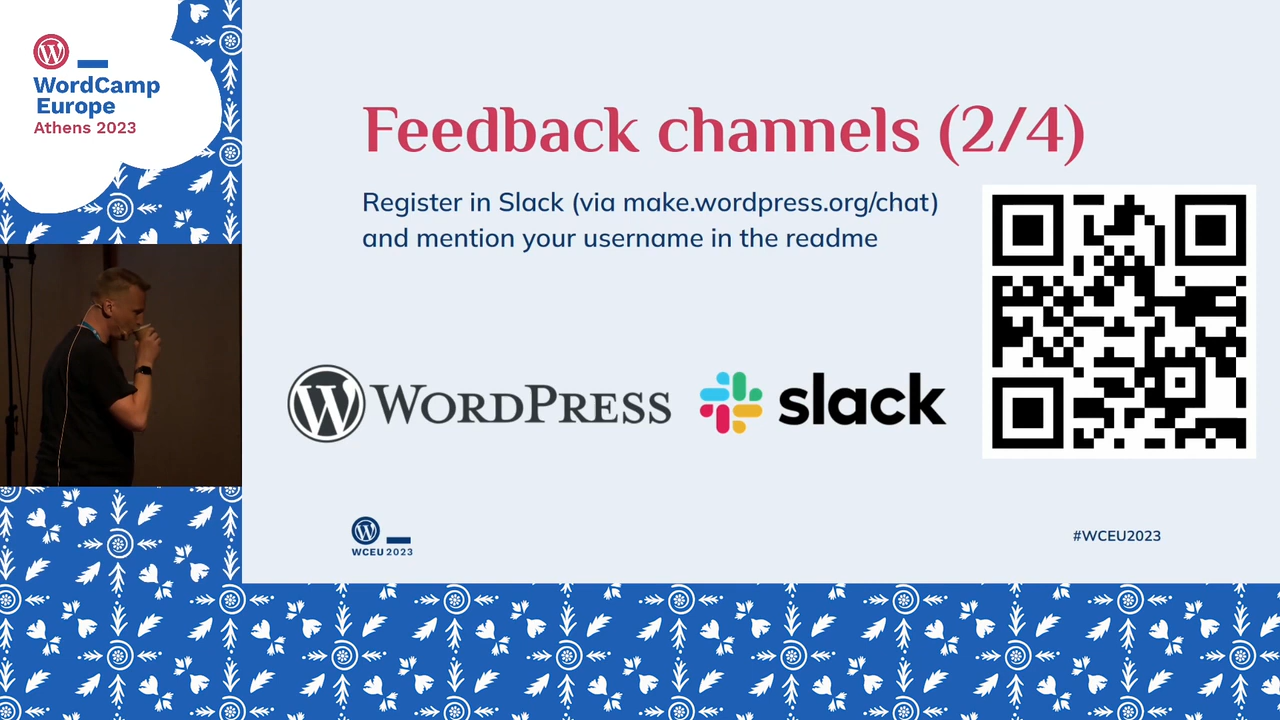 WordCamp
Europe
Athens 2023
Feedback channels (2/4)
Register in Slack (via make.wordpress.org/chat)
and mention your username in the readme
WORDPRESS
slack
WCEU 2023
#WCEU2023